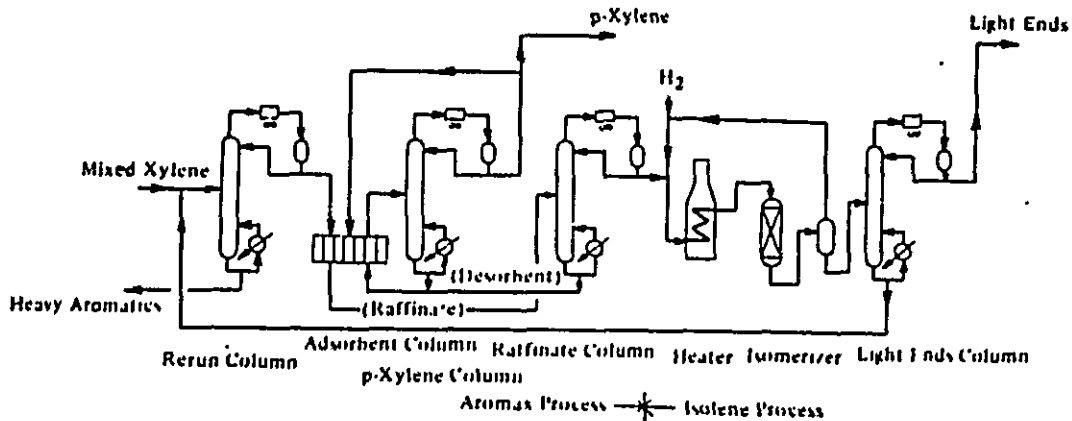 p-Xylene
Light Ends
H2
Mixed Xylene
(Desorbent)
(Raffinate)
Heavy Aromatics
Rerun Column
Adsorbent Column
Raffinate Column
Heater
Isomerizer
Light Ends Column
p-Xylene Column
Aromax Process
Isolene Process